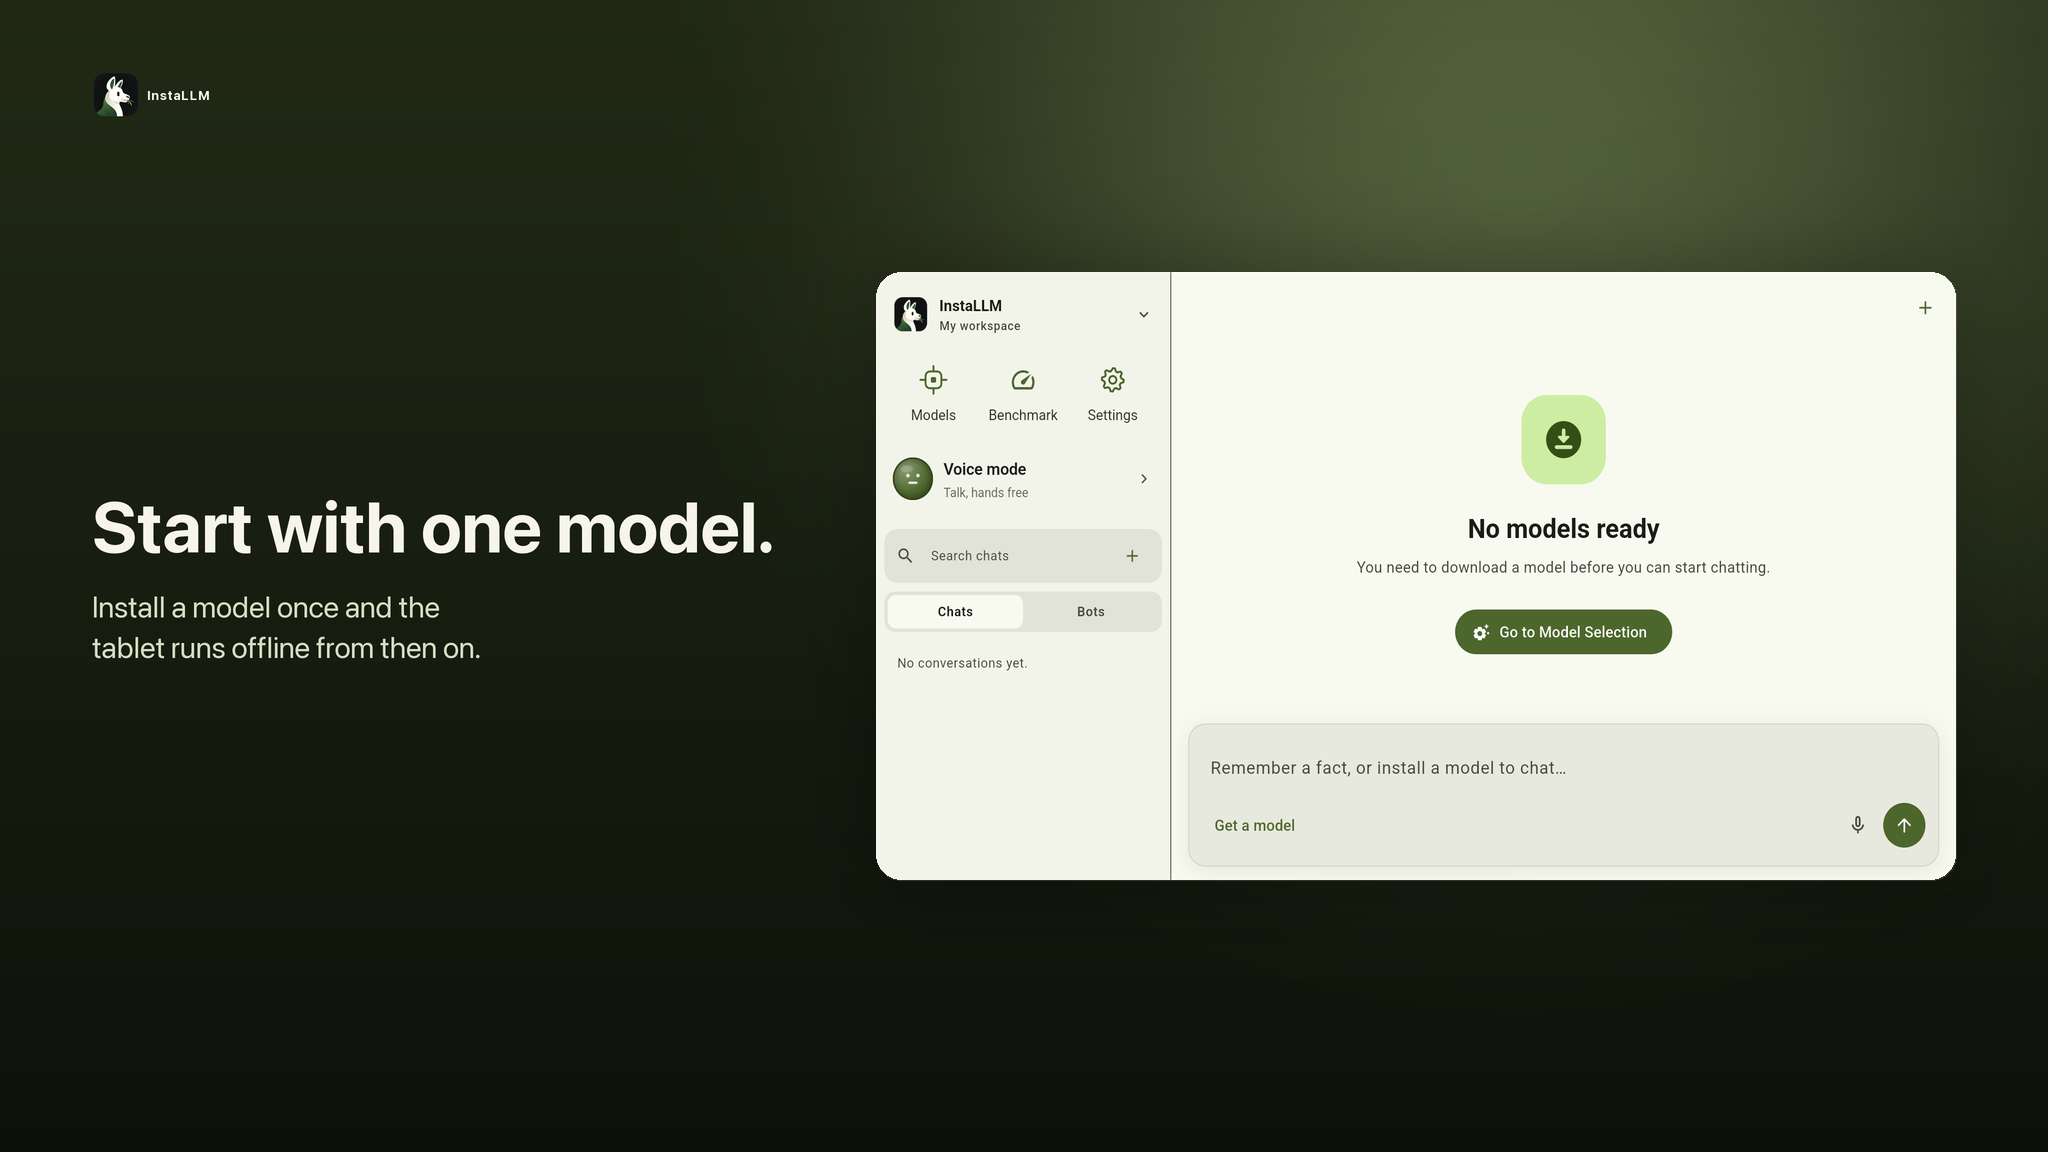 InstaLLM
Start with one model.
Install a model once and the
tablet runs offline from then on.
InstaLLM
My workspace
Models
Benchmark
Settings
Voice mode
Talk, hands free
Search chats
Chats
Bots
No conversations yet.
No models ready
You need to download a model before you can start chatting.
Go to Model Selection
Remember a fact, or install a model to chat…
Get a model